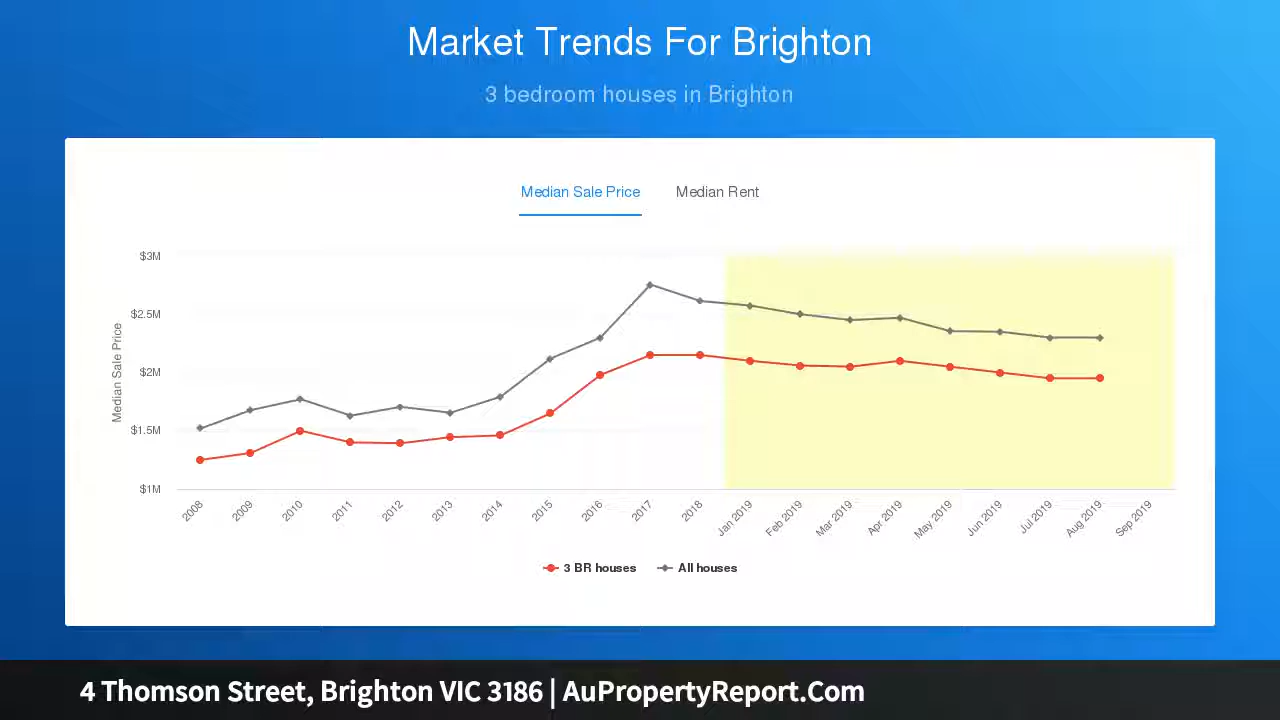 Market Trends For Brighton
3 bedroom houses in Brighton
Median Sale Price Median Rent
$3M
$2.5M
$2M
$1.5M
$1M
Median Sale Price
2008 2009 2010 2011 2012 2013 2014 2015 2016 2017 2018 Jan 2019 Feb 2019 Mar 2019 Apr 2019 May 2019 Jun 2019 Jul 2019 Aug 2019 Sep 2019
3 BR houses All houses
4 Thomson Street, Brighton VIC 3186 | AuPropertyReport.Com